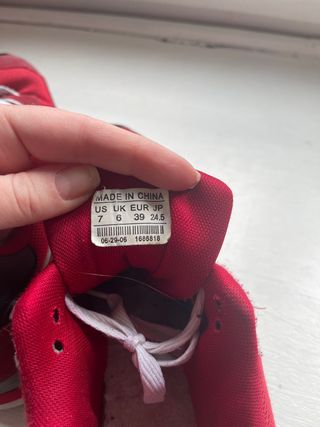 MADE IN CHINA
US UK EUR JP
7 6 39 24.5
06-29-06 1686818